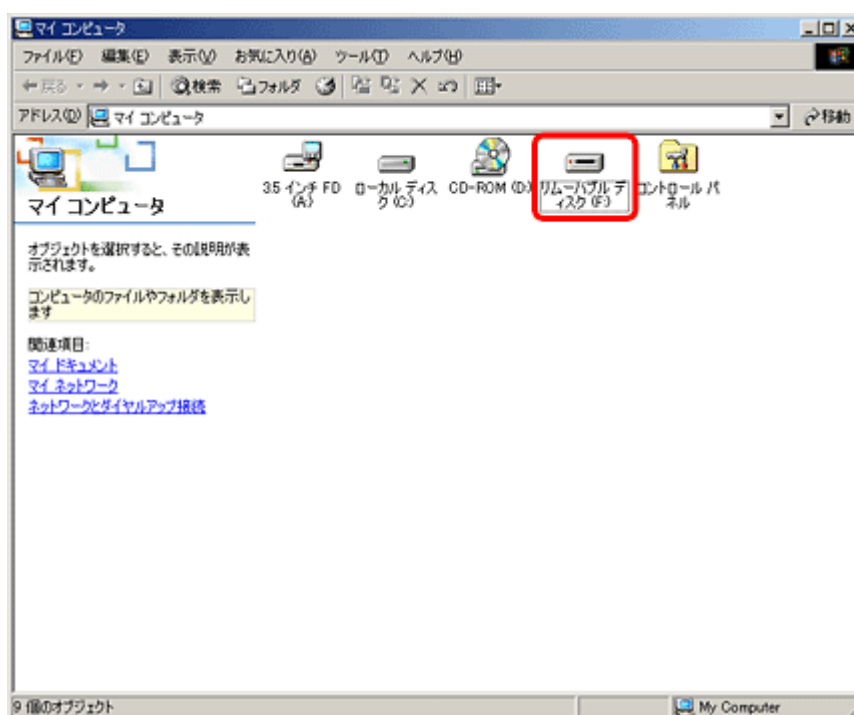 マイ コンピュータ
ファイル(F) 編集(E) 表示(V) お気に入り(A) ツール(T) ヘルプ(H)
戻る 検索 フォルダ
アドレス(D) マイ コンピュータ 移動
マイ コンピュータ
オブジェクトを選択すると、その説明が表
示されます。
コンピュータのファイルやフォルダを表示し
ます
関連項目:
マイ ドキュメント
マイ ネットワーク
ネットワークとダイヤルアップ接続
3.5 インチ FD
(A:)
ローカル ディス
ク (C:)
CD-ROM (D:)
リムーバブル デ
ィスク (F:)
コントロール パ
ネル
9 個のオブジェクト
My Computer